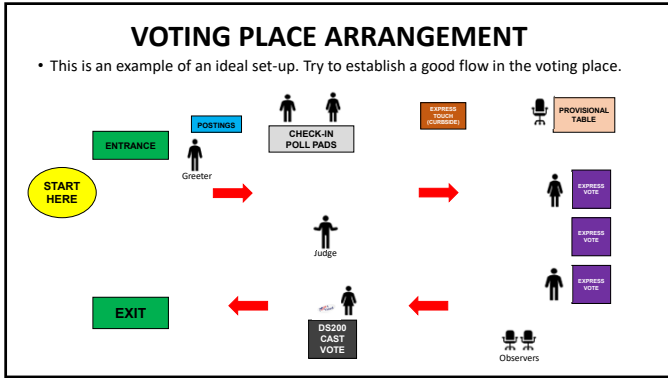 VOTING PLACE ARRANGEMENT
• This is an example of an ideal set-up. Try to establish a good flow in the voting place.
START
HERE
ENTRANCE
POSTINGS
Greeter
CHECK-IN
POLL PADS
EXPRESS
TOUCH
(CURBSIDE)
PROVISIONAL
TABLE
EXPRESS
VOTE
EXPRESS
VOTE
EXPRESS
VOTE
Judge
Observers
DS200
CAST
VOTE
EXIT